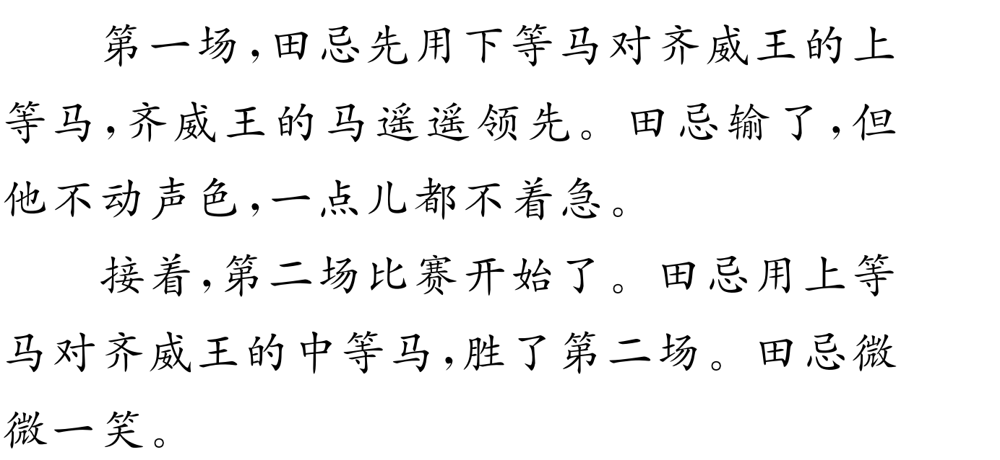 第一场，田忌先用下等马对齐威王的上
等马，齐威王的马遥遥领先。田忌输了，但
他不动声色，一点儿都不着急。
接着，第二场比赛开始了。田忌用上等
马对齐威王的中等马，胜了第二场。田忌微
微一笑。